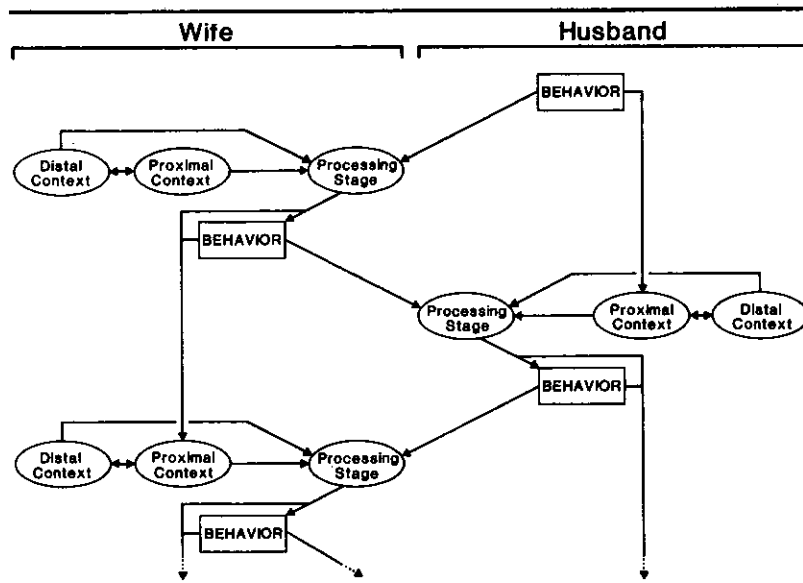 Wife
Husband
BEHAVIOR
Distal
Context
Proximal
Context
Processing
Stage
BEHAVIOR
Processing
Stage
Proximal
Context
Distal
Context
BEHAVIOR
Distal
Context
Proximal
Context
Processing
Stage
BEHAVIOR